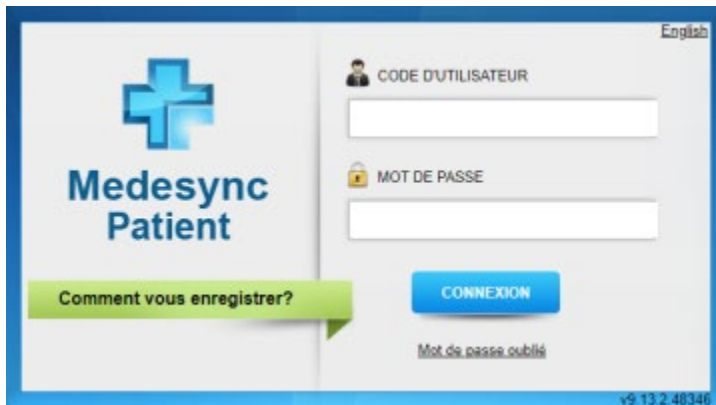 English
CODE D'UTILISATEUR
MOT DE PASSE
Medesync
Patient
Comment vous enregistrer?
CONNEXION
Mot de passe oublié
v9.13.2.48346